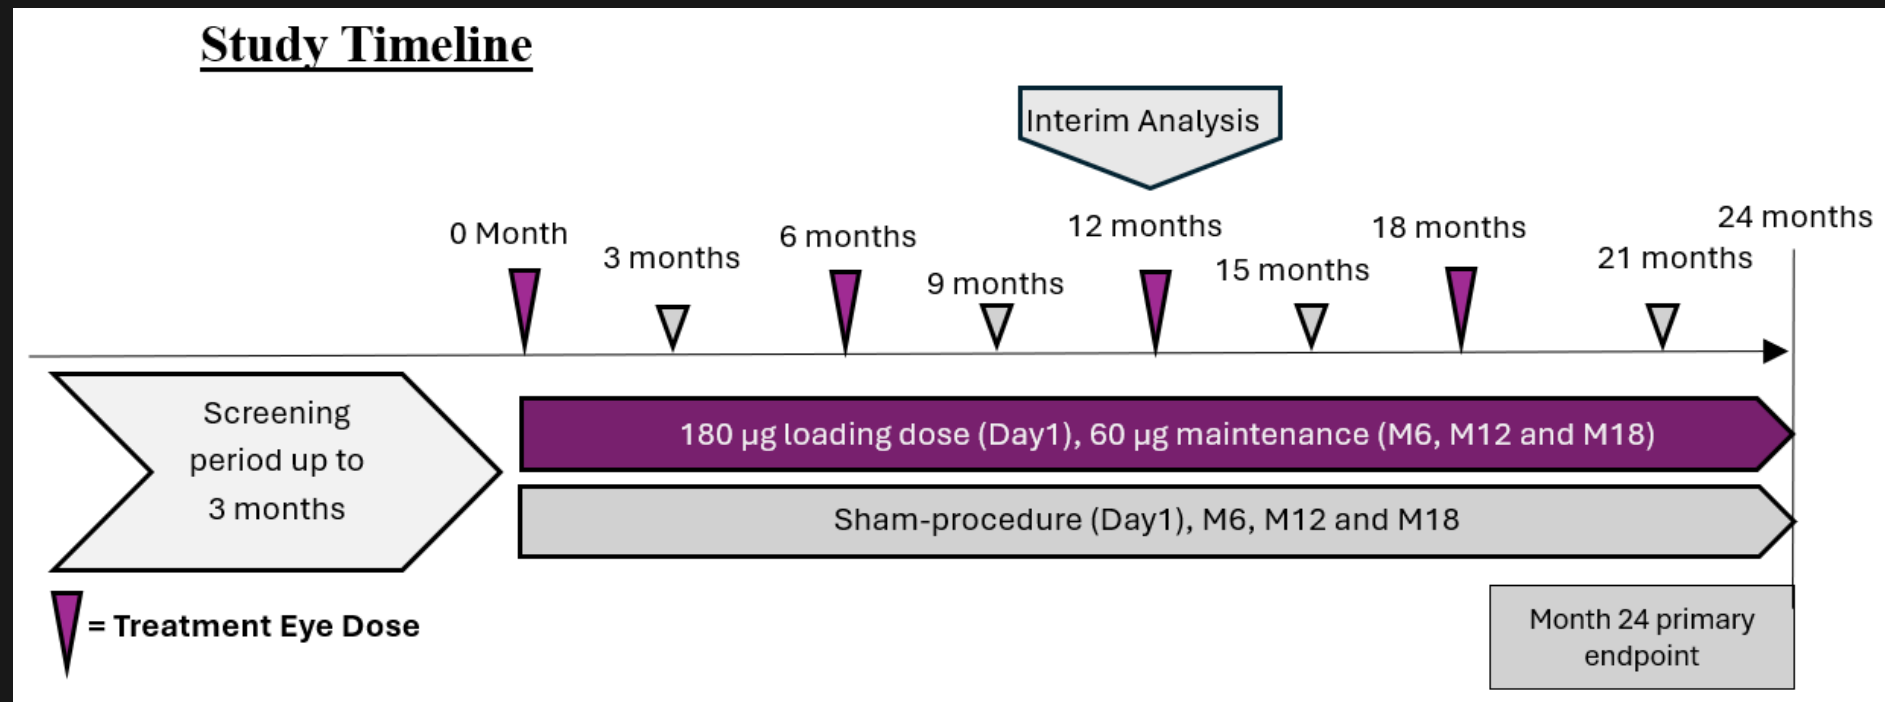 Study Timeline
Interim Analysis
0 Month
3 months
6 months
9 months
12 months
15 months
18 months
21 months
24 months
Screening
period up to
3 months
180 µg loading dose (Day1), 60 µg maintenance (M6, M12 and M18)
Sham-procedure (Day1), M6, M12 and M18
= Treatment Eye Dose
Month 24 primary
endpoint